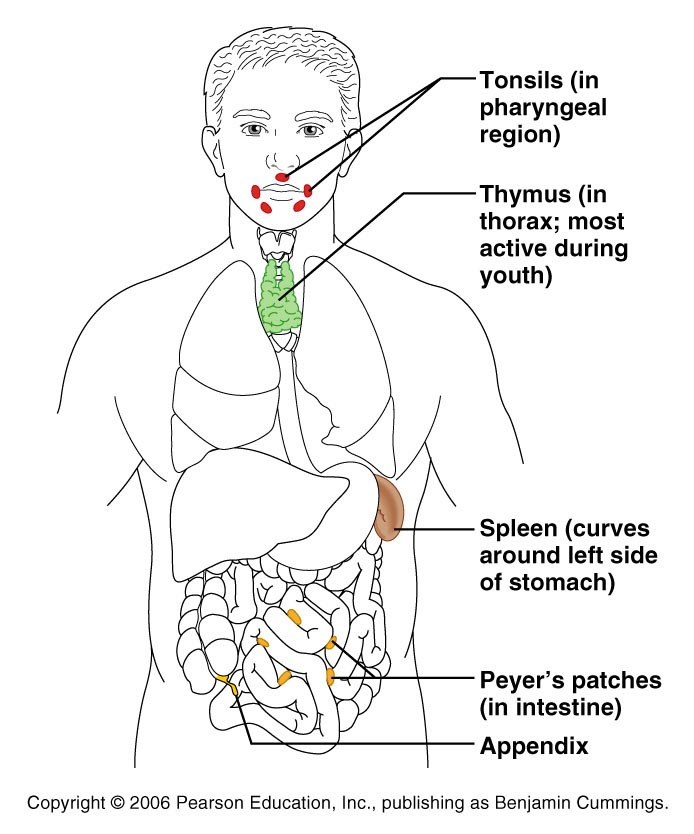 Tonsils (in
pharyngeal
region)
Thymus (in
thorax; most
active during
youth)
Spleen (curves
around left side
of stomach)
Peyer’s patches
(in intestine)
Appendix
Copyright © 2006 Pearson Education, Inc., publishing as Benjamin Cummings.